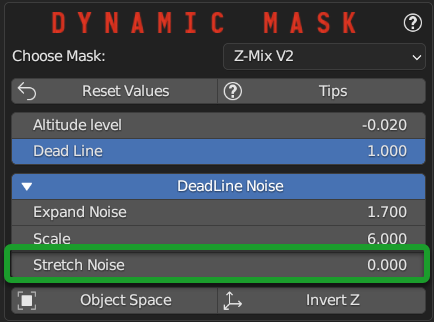 DYNAMIC MASK ?
Choose Mask: Z-Mix V2
Reset Values ? Tips
Altitude level -0.020
Dead Line 1.000
DeadLine Noise
Expand Noise 1.700
Scale 6.000
Stretch Noise 0.000
Object Space Invert Z